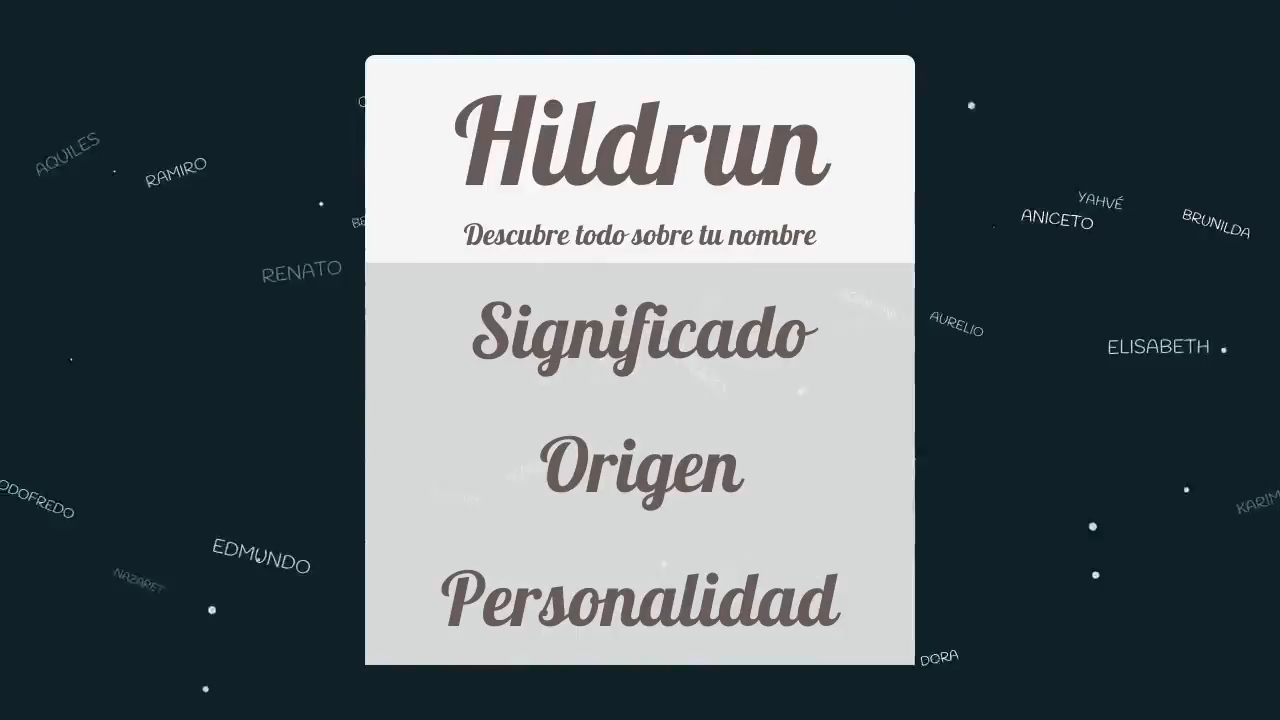 Hildrun
Descubre todo sobre tu nombre
Significado
Origen
Personalidad
AQUILES
RAMIRO
RENATO
EDMUNDO
NAZARET
YAHVÉ
ANICETO
BRUNILDA
AURELIO
ELISABETH